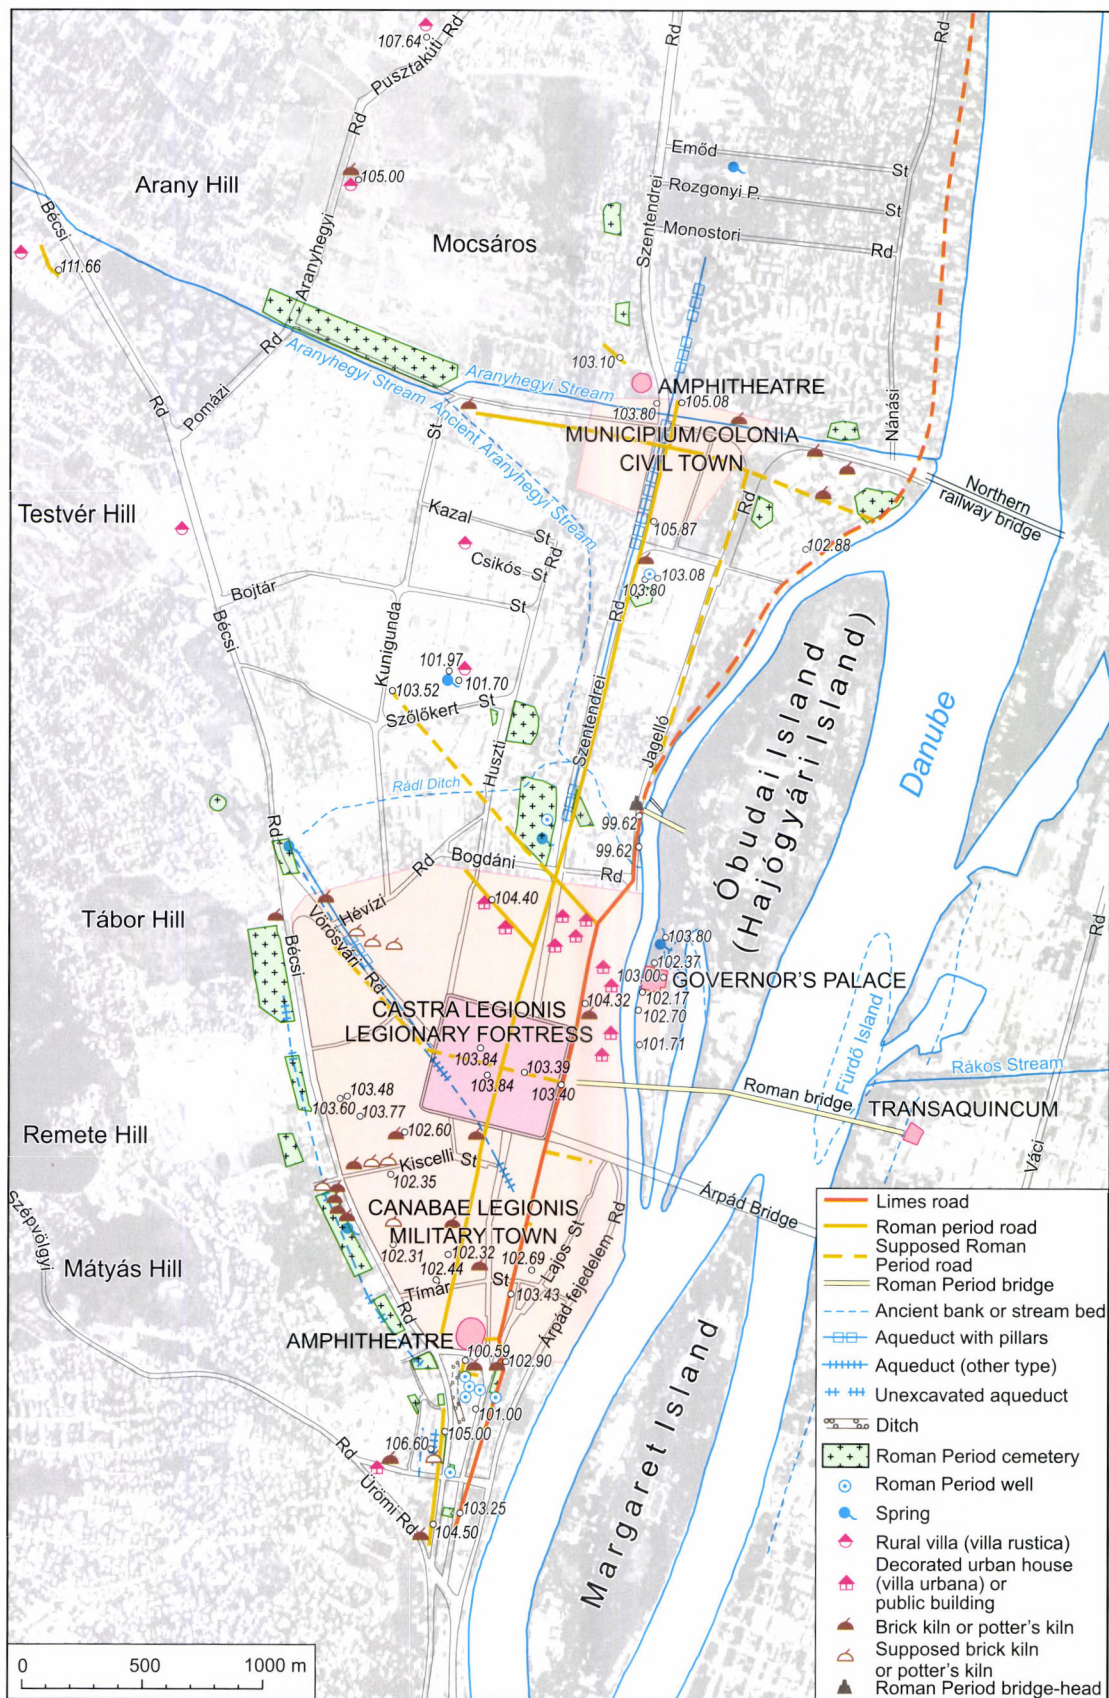 107.64
Pusztakúti
Rd
Rd
Rd
Rd
Emőd
St
Rozgonyi P.
St
Monostori
Rd
Arany Hill
105.00
Mocsáros
Bécsi
111.66
Aranyhegyi
Szentendrei
Rd
Pomázi
Rd
Aranyhegyi Stream
Aranyhegyi Stream
Ancient Aranyhegyi Stream
103.10
AMPHITHEATRE
105.08
103.80
MUNICIPIUM/COLONIA
CIVIL TOWN
Nánási
Northern
railway bridge
St
Rd
Testvér Hill
Kazal
St
Csikós
St
Rd
105.87
102.88
103.08
103.80
Bojtár
St
Bécsi
Kunigunda
Rd
101.97
101.70
103.52
Szőlőkert
St
Huszti
Szentendrei
Jagelló
Óbudai Island
(Hajógyári Island)
Danube
Rádl Ditch
99.62
99.62
Rd
Bogdáni
Rd
Rd
104.40
Hévízi
Vörösvári
Rd
Tábor Hill
Bécsi
103.80
102.37
103.00
GOVERNOR'S PALACE
102.17
102.70
101.71
104.32
CASTRA LEGIONIS
LEGIONARY FORTRESS
103.84
103.84
103.39
103.40
Fürdő Island
Rákos Stream
Roman bridge
TRANSAQUINCUM
Rd
Váci
103.48
103.60
103.77
102.60
Remete Hill
Kiscelli
St
102.35
Árpád Bridge
Szépvölgyi
CANABAE LEGIONIS
MILITARY TOWN
102.31
102.32
102.44
102.69
Lajos
St
Rd
Árpád fejedelem
Mátyás Hill
Tímár
St
103.43
Rd
AMPHITHEATRE
100.59
102.90
101.00
105.00
106.60
Rd
Ürömi Rd
103.25
104.50
Margaret Island
Limes road
Roman period road
Supposed Roman
Period road
Roman Period bridge
Ancient bank or stream bed
Aqueduct with pillars
Aqueduct (other type)
Unexcavated aqueduct
Ditch
Roman Period cemetery
Roman Period well
Spring
Rural villa (villa rustica)
Decorated urban house
(villa urbana) or
public building
Brick kiln or potter's kiln
Supposed brick kiln
or potter's kiln
Roman Period bridge-head
0
500
1000 m